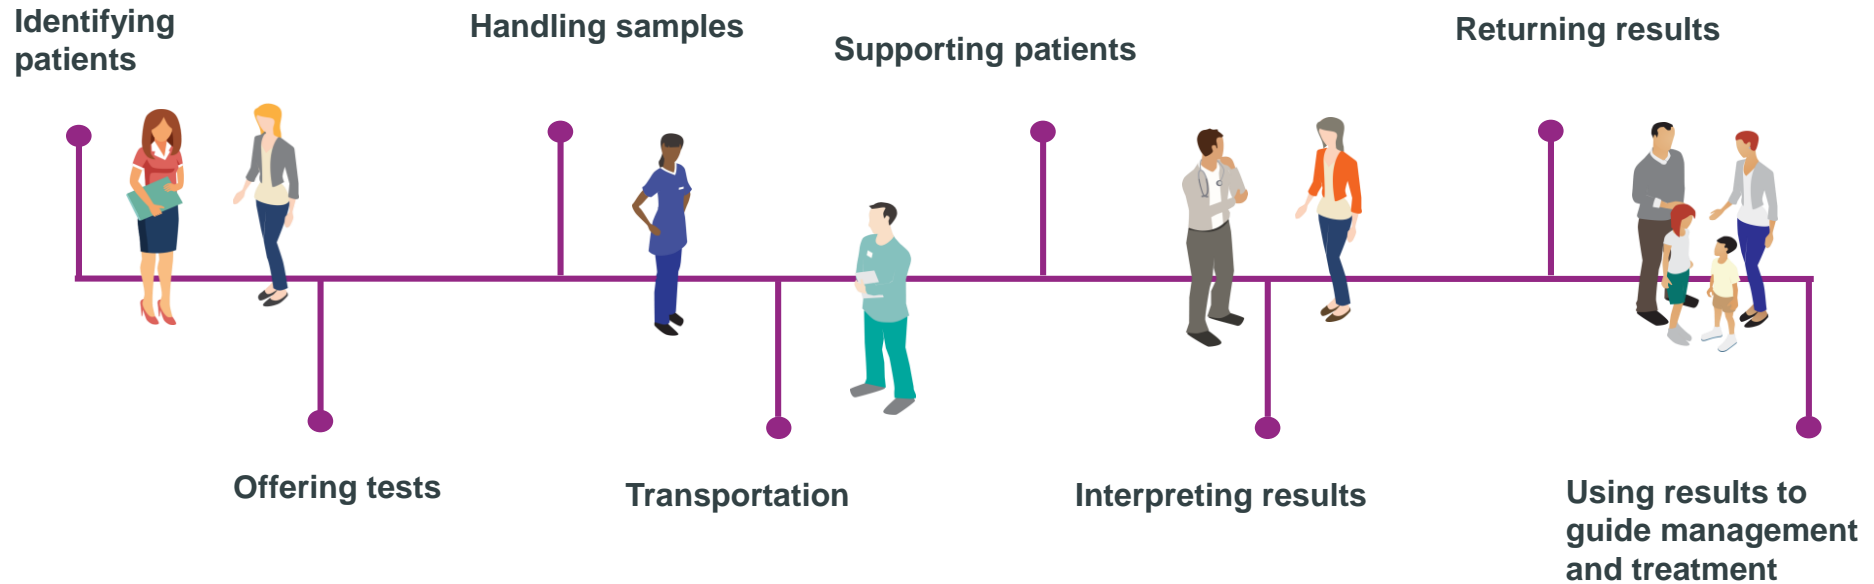 Identifying
patients
Handling samples
Supporting patients
Returning results
Offering tests
Transportation
Interpreting results
Using results to
guide management
and treatment